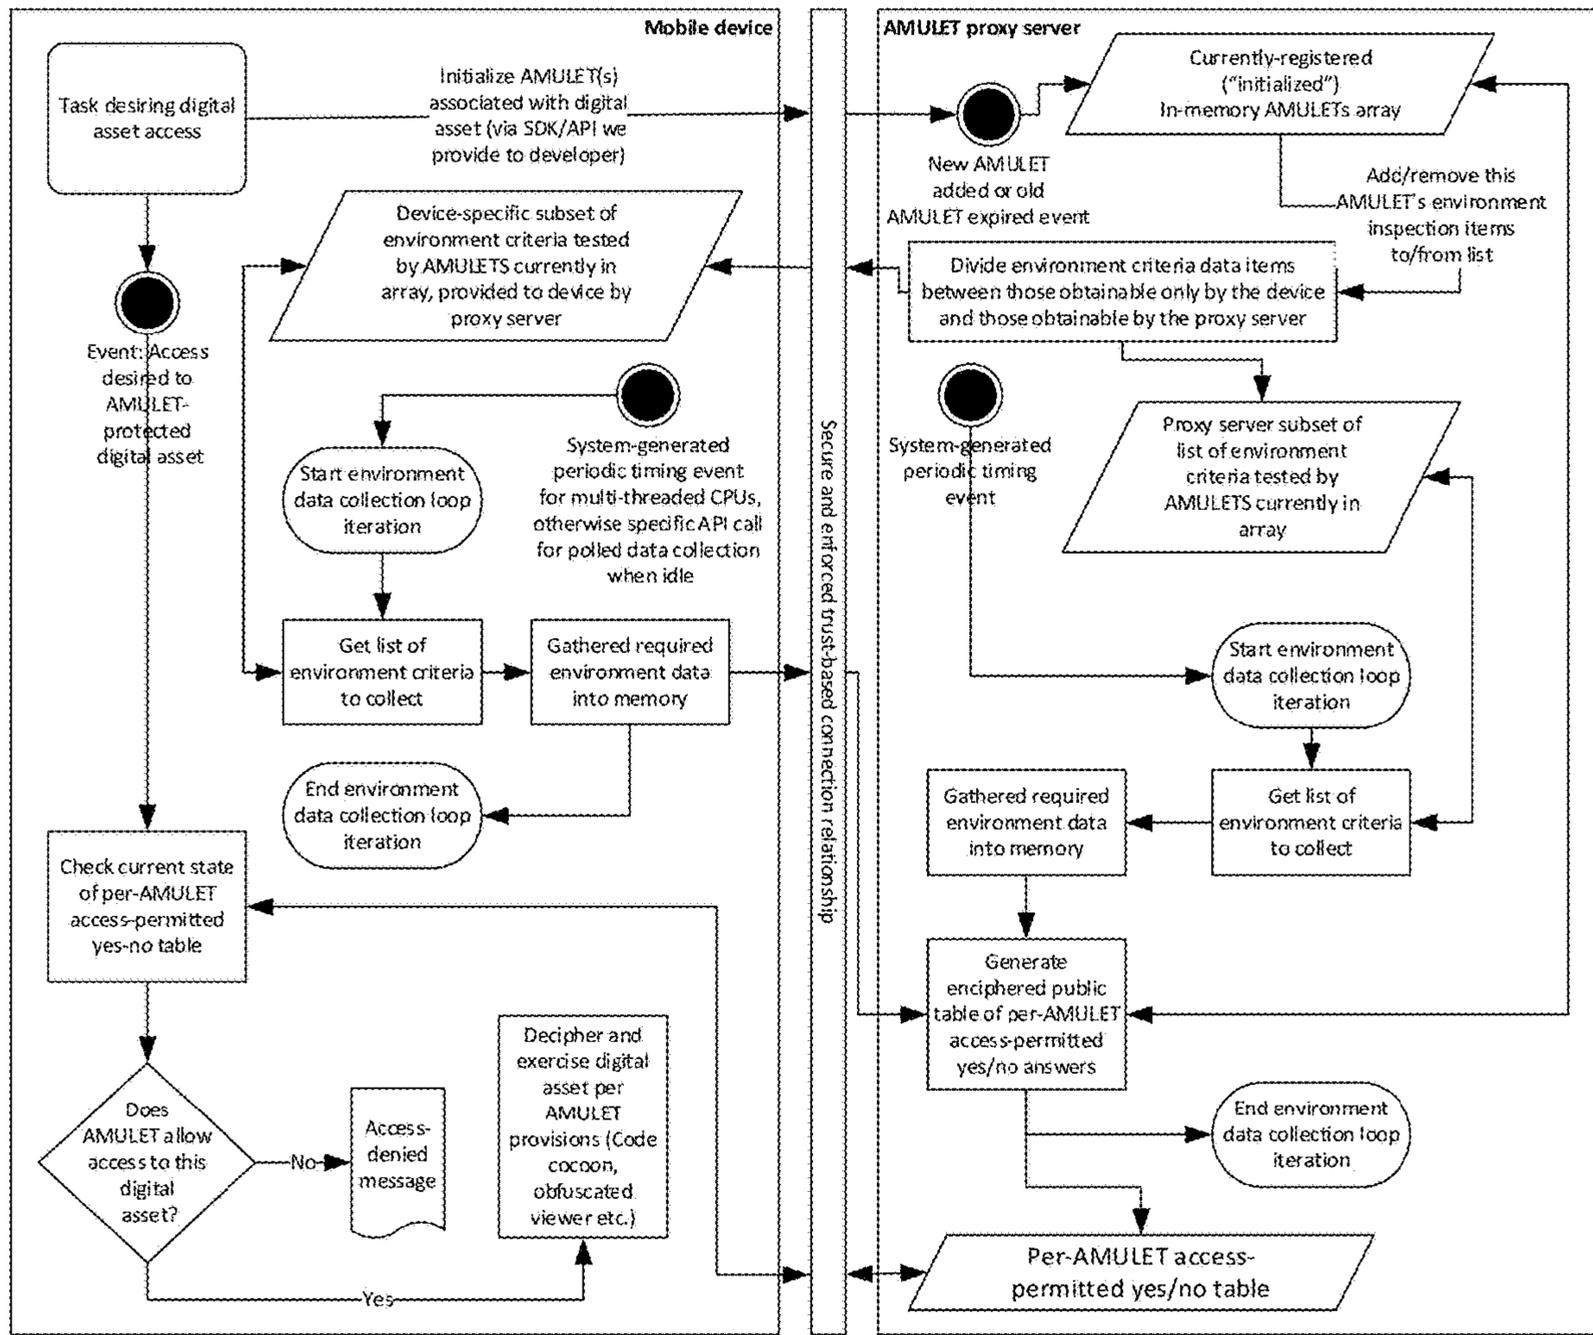 Mobile device
Task desiring digital
asset access
Initialize AMULET(s)
associated with digital
asset (via SDK/API we
provide to developer)
Device-specific subset of
environment criteria tested
by AMULETS currently in
array, provided to device by
proxy server
Event: Access
desired to
AMULET-
protected
digital asset
System-generated
periodic timing event
for multi-threaded CPUs,
otherwise specific API call
for polled data collection
when idle
Start environment
data collection loop
iteration
Get list of
environment criteria
to collect
Gathered required
environment data
into memory
End environment
data collection loop
iteration
Check current state
of per-AMULET
access-permitted
yes-no table
Does
AMULET allow
access to this
digital
asset?
No
Access-
denied
message
Decipher and
exercise digital
asset per
AMULET
provisions (Code
cocoon,
obfuscated
viewer etc.)
Yes
Secure and enforced trust-based connection relationship
AMULET proxy server
Currently-registered
("initialized")
In-memory AMULETs array
New AMULET
added or old
AMULET expired event
Add/remove this
AMULET's environment
inspection items
to/from list
Divide environment criteria data items
between those obtainable only by the device
and those obtainable by the proxy server
System-generated
periodic timing
event
Proxy server subset of
list of environment
criteria tested by
AMULETS currently in
array
Start environment
data collection loop
iteration
Gathered required
environment data
into memory
Get list of
environment criteria
to collect
Generate
enciphered public
table of per-AMULET
access-permitted
yes/no answers
End environment
data collection loop
iteration
Per-AMULET access-
permitted yes/no table